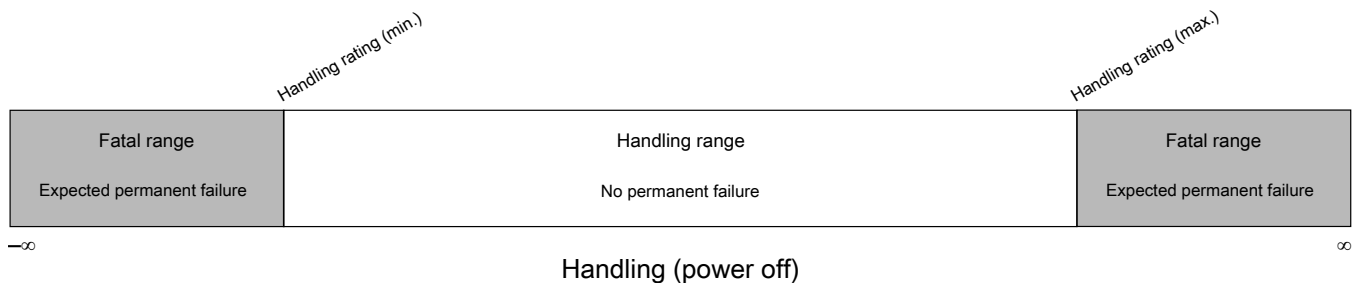 Handling rating (min.)
Handling rating (max.)
Fatal range
Expected permanent failure
Handling range
No permanent failure
Fatal range
Expected permanent failure
–∞
∞
Handling (power off)